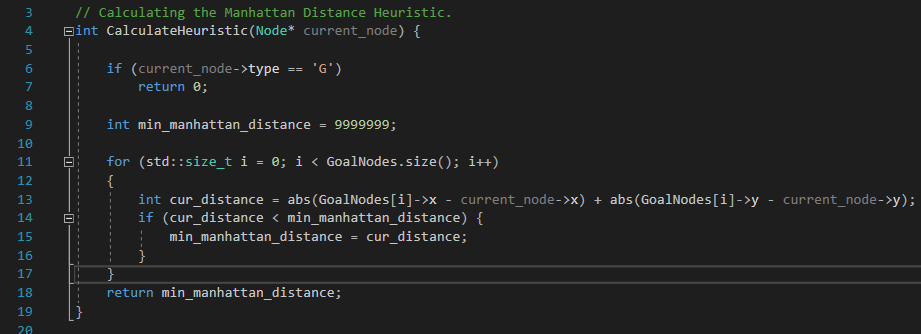 3 // Calculating the Manhattan Distance Heuristic.
4 int CalculateHeuristic(Node* current_node) {
5
6     if (current_node->type == 'G')
7         return 0;
8
9     int min_manhattan_distance = 9999999;
10
11     for (std::size_t i = 0; i < GoalNodes.size(); i++)
12     {
13         int cur_distance = abs(GoalNodes[i]->x - current_node->x) + abs(GoalNodes[i]->y - current_node->y);
14         if (cur_distance < min_manhattan_distance) {
15             min_manhattan_distance = cur_distance;
16         }
17     }
18     return min_manhattan_distance;
19 }
20